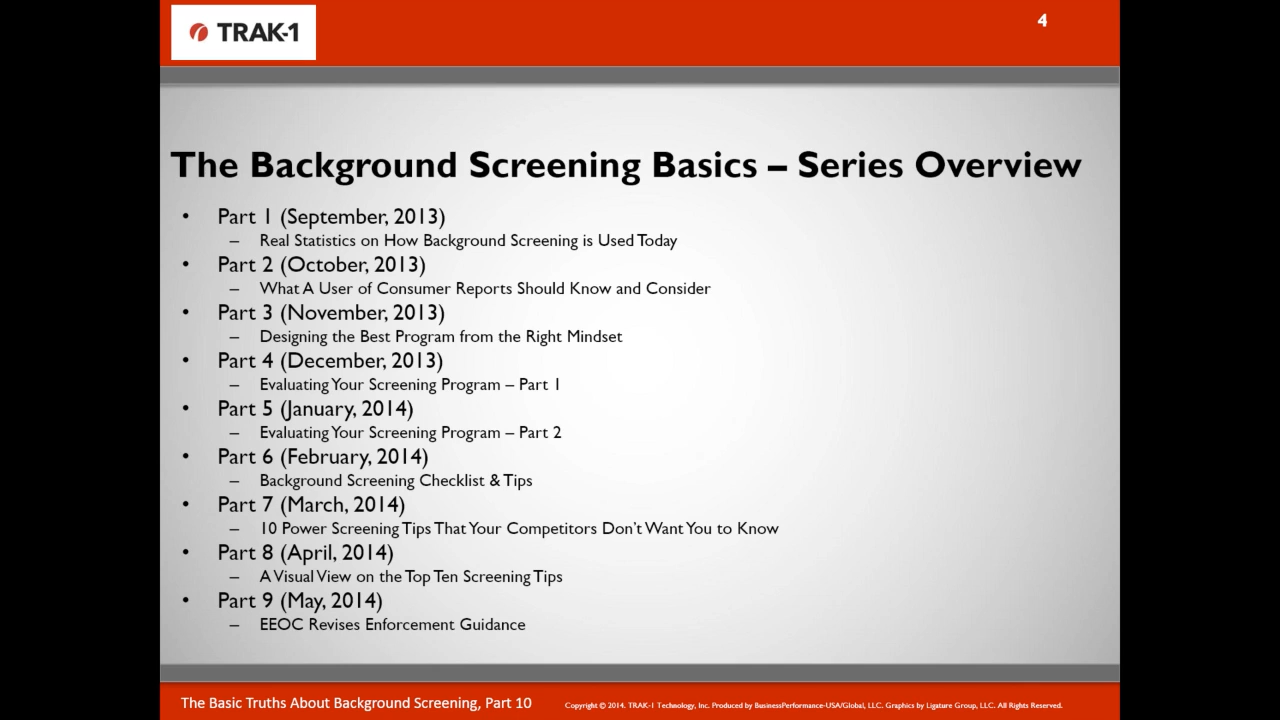 TRAK-1
4
The Background Screening Basics – Series Overview
• Part 1 (September, 2013)
– Real Statistics on How Background Screening is Used Today
• Part 2 (October, 2013)
– What A User of Consumer Reports Should Know and Consider
• Part 3 (November, 2013)
– Designing the Best Program from the Right Mindset
• Part 4 (December, 2013)
– Evaluating Your Screening Program – Part 1
• Part 5 (January, 2014)
– Evaluating Your Screening Program – Part 2
• Part 6 (February, 2014)
– Background Screening Checklist & Tips
• Part 7 (March, 2014)
– 10 Power Screening Tips That Your Competitors Don’t Want You to Know
• Part 8 (April, 2014)
– A Visual View on the Top Ten Screening Tips
• Part 9 (May, 2014)
– EEOC Revises Enforcement Guidance
The Basic Truths About Background Screening, Part 10
Copyright © 2014. TRAK-1 Technology, Inc. Produced by BusinessPerformance-USA/Global, LLC. Graphics by Ligature Group, LLC. All Rights Reserved.